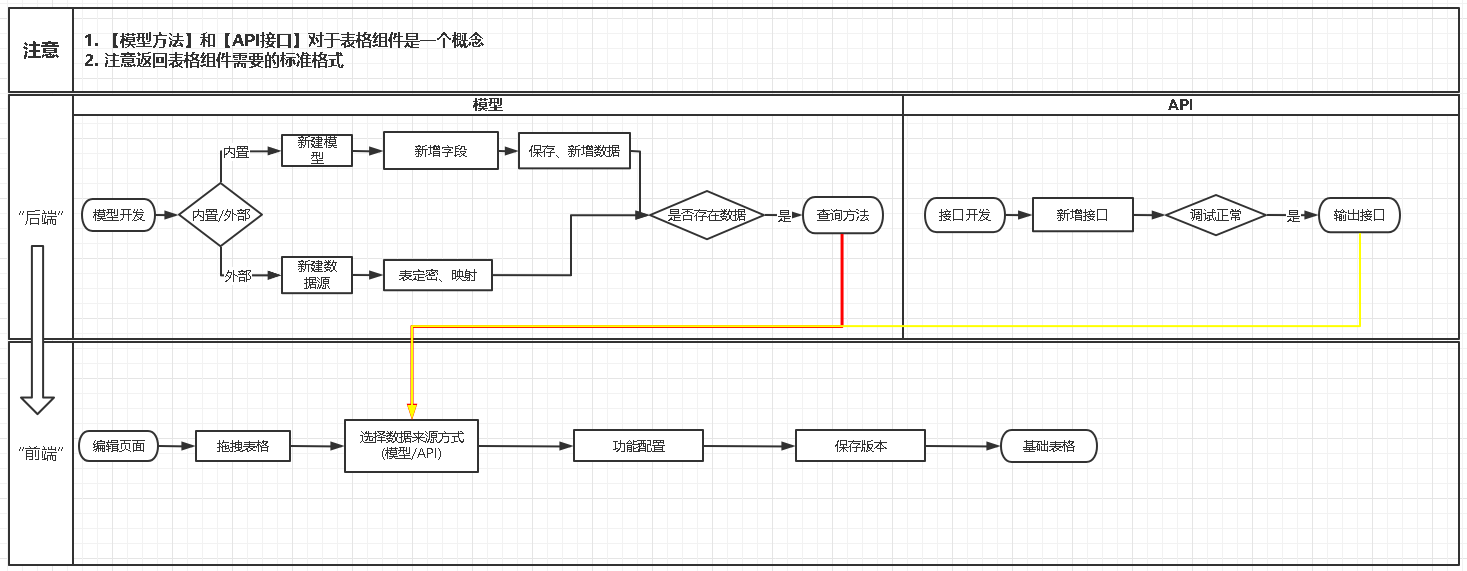 注意
1. 【模型方法】和【API接口】对于表格组件是一个概念
2. 注意返回表格组件需要的标准格式
模型
API
“后端”
模型开发
内置/外部
内置
新建模
型
新增字段
保存、新增数据
外部
新建数
据源
表定密、映射
是否存在数据
是
查询方法
接口开发
新增接口
调试正常
是
输出接口
“前端”
编辑页面
拖拽表格
选择数据来源方式
(模型/API)
功能配置
保存版本
基础表格